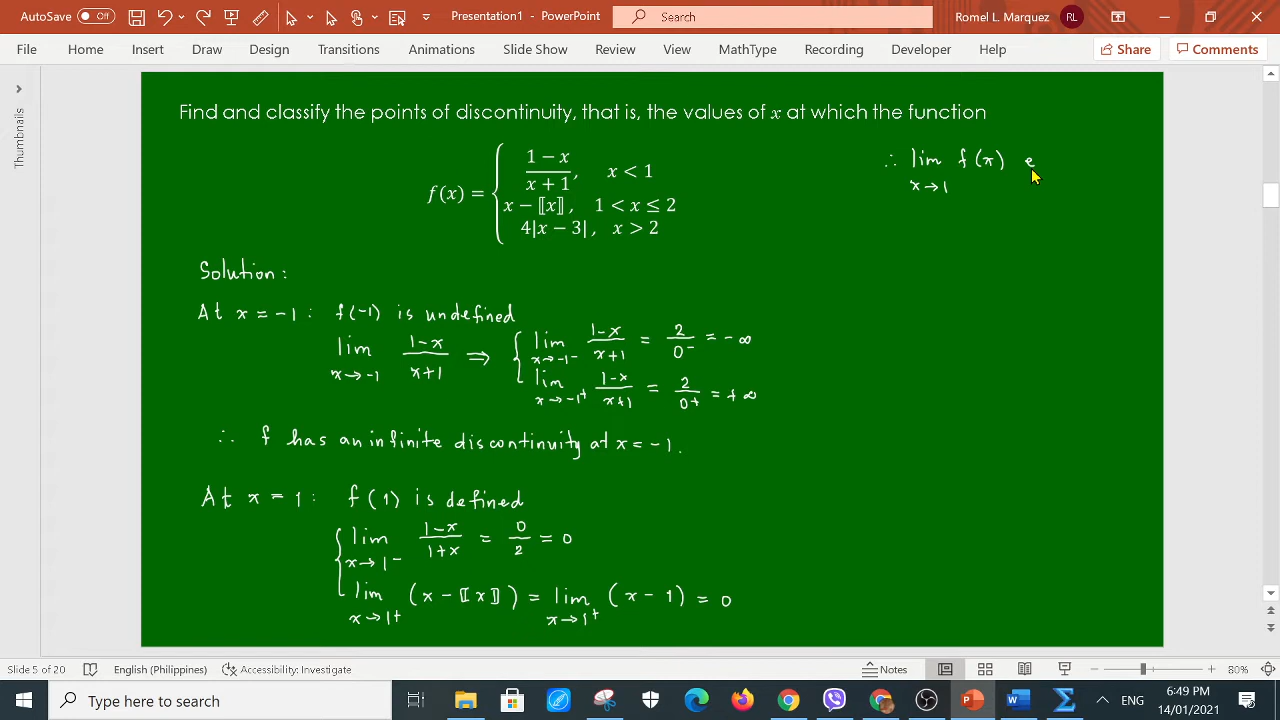 AutoSave Off Presentation1 - PowerPoint Search Romel L. Marquez RL
File Home Insert Draw Design Transitions Animations Slide Show Review View MathType Recording Developer Help Share Comments
Thumbnails
Find and classify the points of discontinuity, that is, the values of x at which the function
f(x) = { (1 − x)/(x + 1), x < 1
x − ⟦x⟧, 1 < x ≤ 2
4|x − 3|, x > 2
∴ lim x→1 f(x) e
Solution:
At x = −1: f(−1) is undefined
lim x→−1 (1−x)/(x+1) ⇒ { lim x→−1⁻ (1−x)/(x+1) = 2/0⁻ = −∞
lim x→−1⁺ (1−x)/(x+1) = 2/0⁺ = +∞
∴ f has an infinite discontinuity at x = −1.
At x = 1: f(1) is defined
{ lim x→1⁻ (1−x)/(1+x) = 0/2 = 0
lim x→1⁺ (x − ⟦x⟧) = lim x→1⁺ (x − 1) = 0
Slide 5 of 20 English (Philippines) Accessibility: Investigate Notes 80%
Type here to search W ENG 6:49 PM
14/01/2021